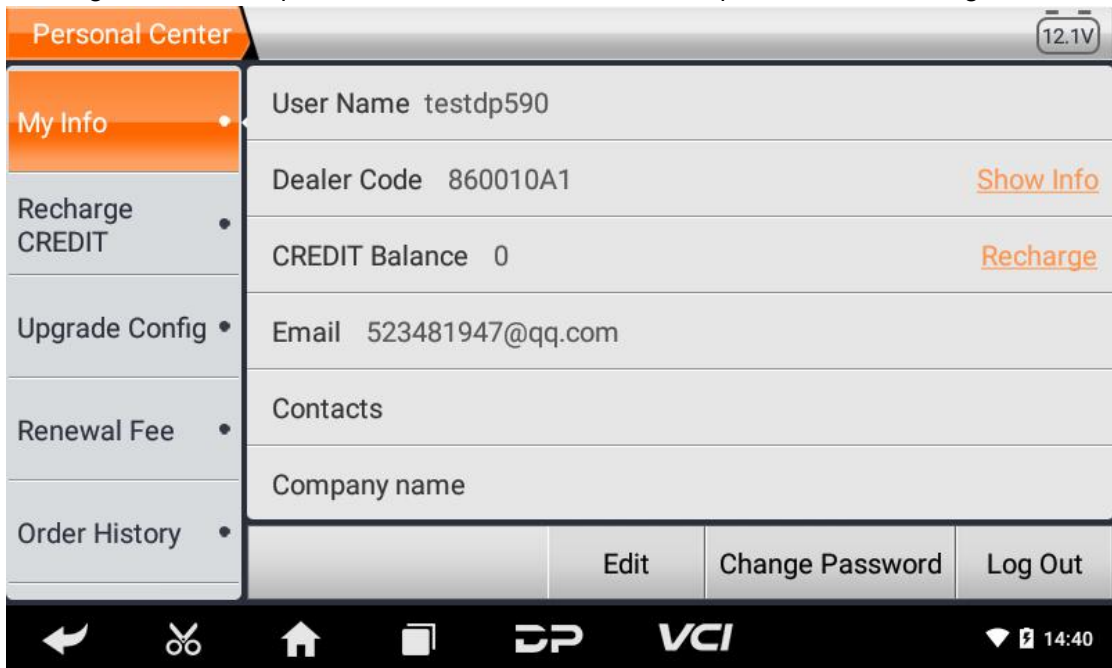 Personal Center
12.1V
My Info
Recharge
CREDIT
Upgrade Config
Renewal Fee
Order History
User Name testdp590
Dealer Code 860010A1 Show Info
CREDIT Balance 0 Recharge
Email 523481947@qq.com
Contacts
Company name
Edit Change Password Log Out
DP VCI 14:40